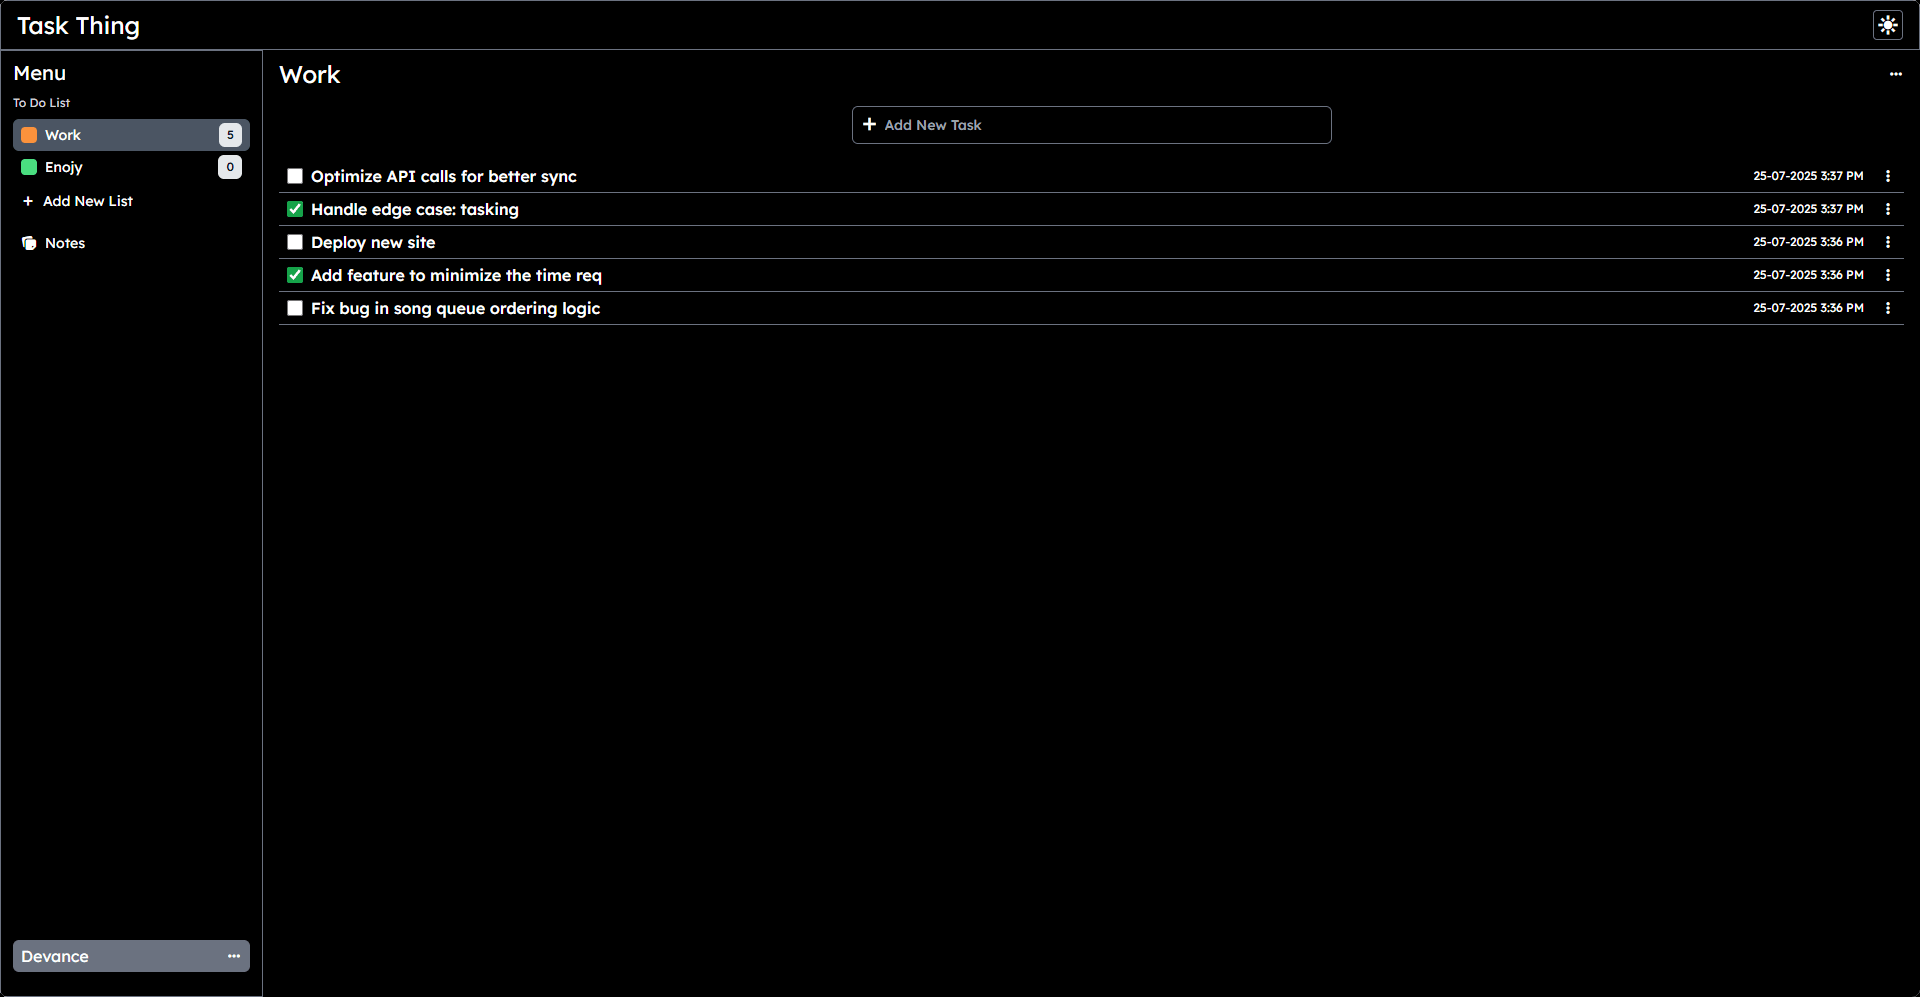 Task Thing
Menu
To Do List
Work 5
Enojy 0
+ Add New List
Notes
Devance
Work
+ Add New Task
Optimize API calls for better sync 25-07-2025 3:37 PM
Handle edge case: tasking 25-07-2025 3:37 PM
Deploy new site 25-07-2025 3:36 PM
Add feature to minimize the time req 25-07-2025 3:36 PM
Fix bug in song queue ordering logic 25-07-2025 3:36 PM